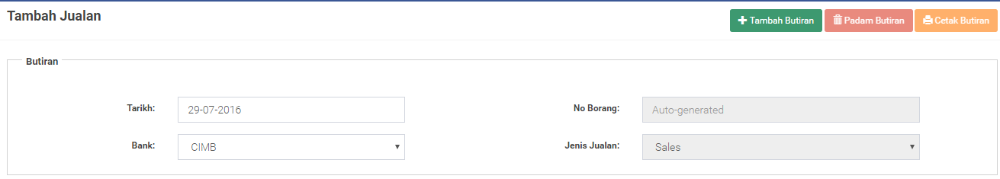 Tambah Jualan
Tambah Butiran Padam Butiran Cetak Butiran
Butiran
Tarikh: 29-07-2016 No Borang: Auto-generated
Bank: CIMB Jenis Jualan: Sales